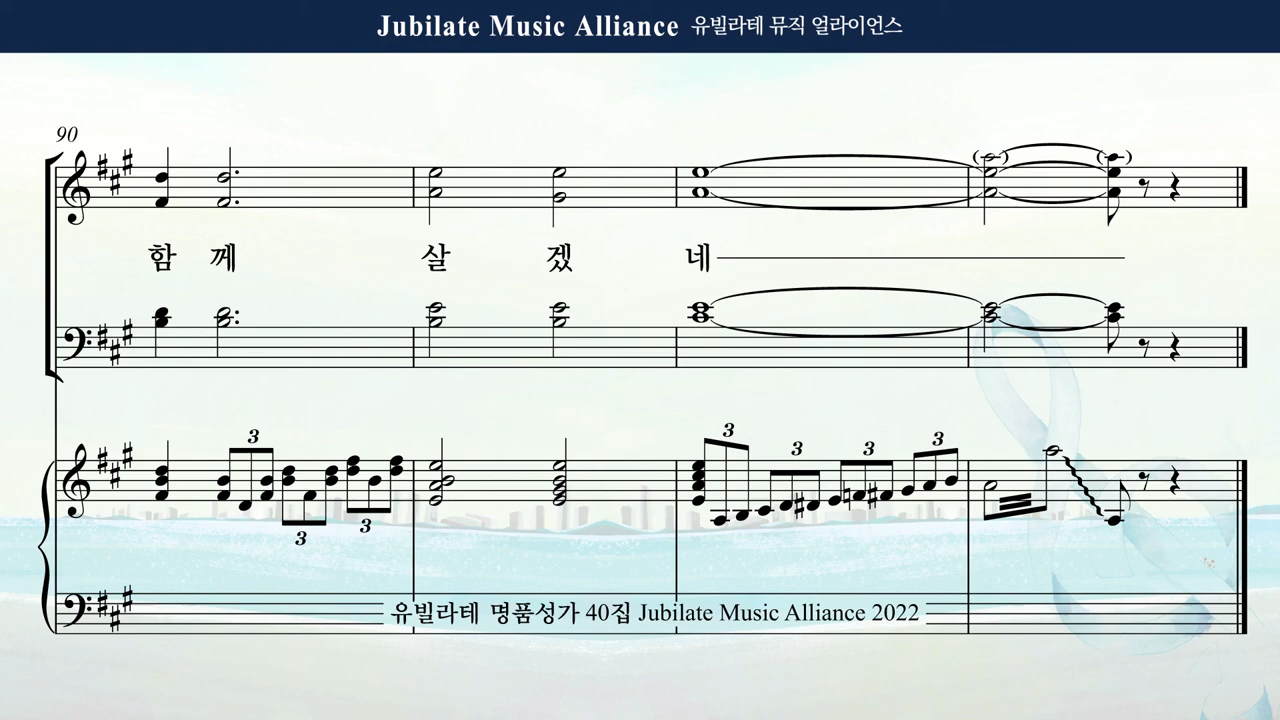 Jubilate Music Alliance 유빌라테 뮤직 얼라이언스
90
함 께 살 겠 네
3 3 3 3 3 3 3
유빌라테 명품성가 40집 Jubilate Music Alliance 2022